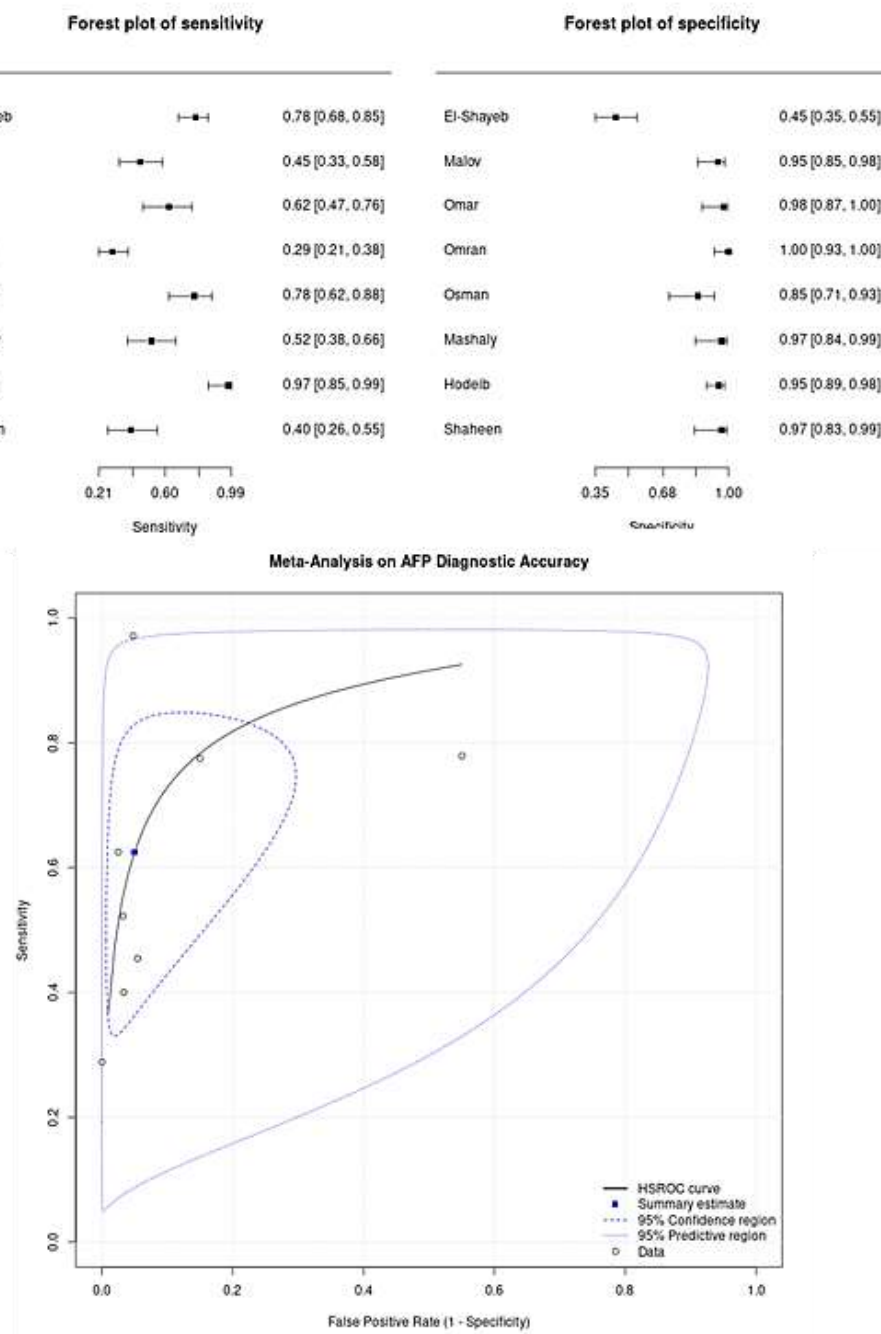 Forest plot of sensitivity
Forest plot of specificity
eb 0.78 [0.68, 0.85] El-Shayeb 0.45 [0.35, 0.55]
0.45 [0.33, 0.58] Malov 0.95 [0.85, 0.98]
0.62 [0.47, 0.76] Omar 0.98 [0.87, 1.00]
0.29 [0.21, 0.38] Omran 1.00 [0.93, 1.00]
0.78 [0.62, 0.88] Osman 0.85 [0.71, 0.93]
0.52 [0.38, 0.66] Mashaly 0.97 [0.84, 0.99]
0.97 [0.85, 0.99] Hodeib 0.95 [0.89, 0.98]
n 0.40 [0.26, 0.55] Shaheen 0.97 [0.83, 0.99]
0.21 0.60 0.99 0.35 0.68 1.00
Sensitivity Specificity
Meta-Analysis on AFP Diagnostic Accuracy
1.0
0.8
0.6
0.4
0.2
0.0
Sensitivity
HSROC curve
Summary estimate
95% Confidence region
95% Predictive region
Data
0.0 0.2 0.4 0.6 0.8 1.0
False Positive Rate (1 - Specificity)